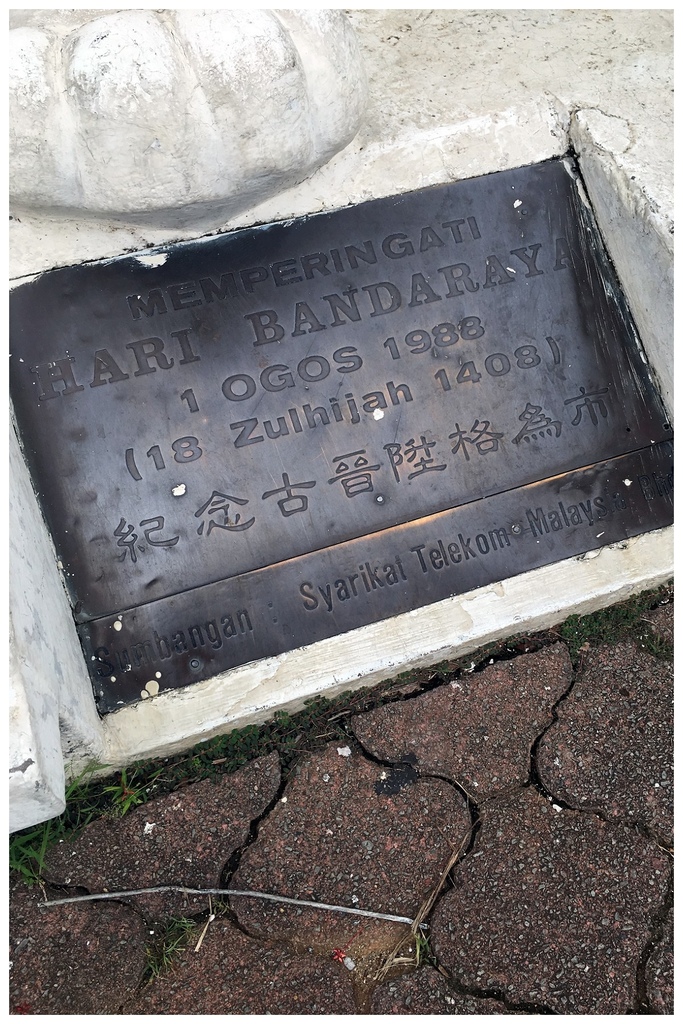 MEMPERINGATI
HARI BANDARAYA
1 OGOS 1988
(18 Zulhijah 1408)
紀念古晋陞格為市
Sumbangan : Syarikat Telekom Malaysia